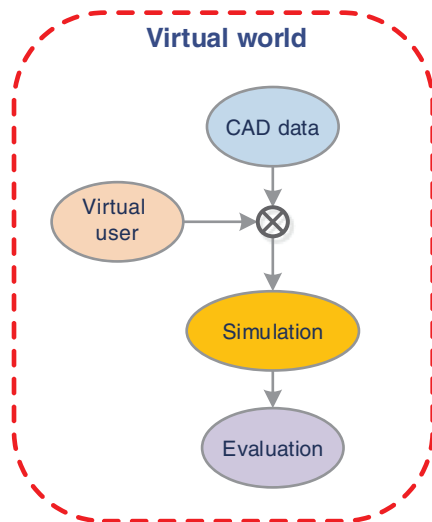 Virtual world
CAD data
Virtual
user
Simulation
Evaluation